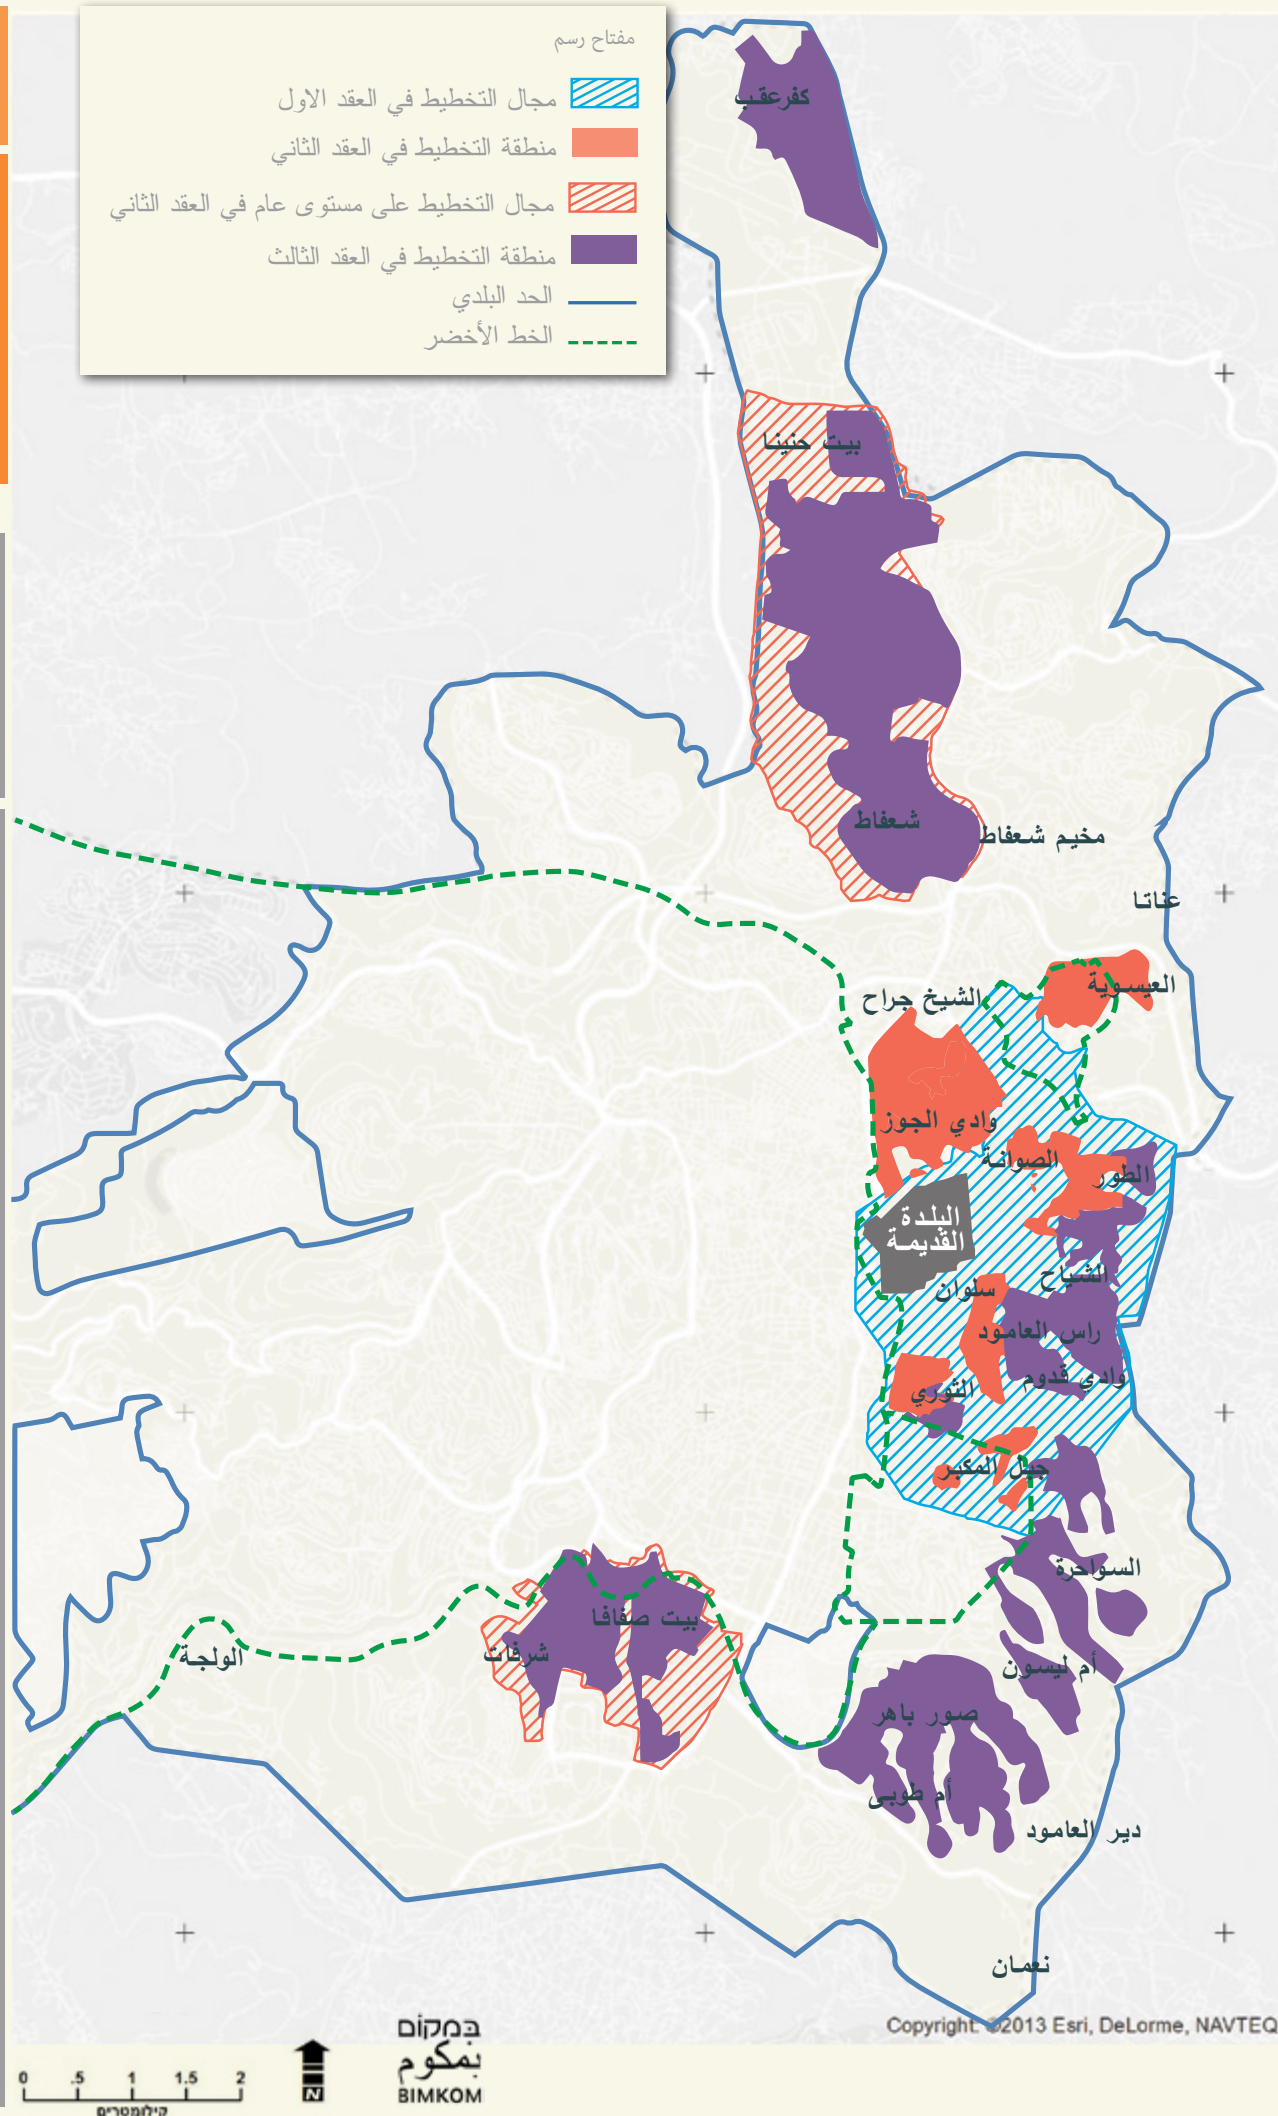 مفتاح رسم
مجال التخطيط في العقد الاول
منطقة التخطيط في العقد الثاني
مجال التخطيط على مستوى عام في العقد الثاني
منطقة التخطيط في العقد الثالث
الحد البلدي
الخط الأخضر
كفرعقب
بيت حنينا
شعفاط
مخيم شعفاط
عناتا
العيسوية
الشيخ جراح
وادي الجوز
الصوانة
الطور
البلدة
القديمة
الشياح
سلوان
راس العامود
وادي قدوم
الثوري
جبل المكبر
السواحرة
بيت صفافا
شرفات
الولجة
أم ليسون
صور باهر
أم طوبى
دير العامود
نعمان
Copyright: ©2013 Esri, DeLorme, NAVTEQ
במקום
بمكوم
BIMKOM
N
0 .5 1 1.5 2
קילומטרים